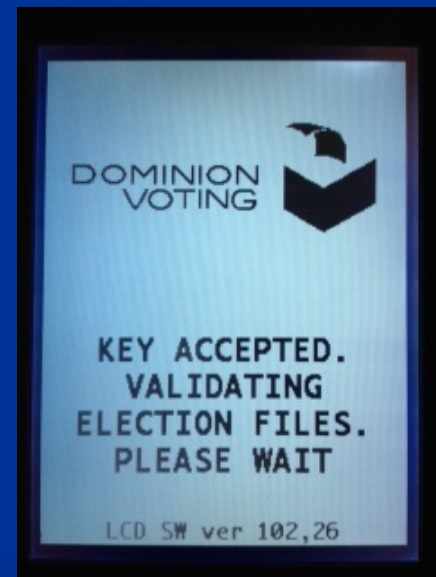 DOMINION
VOTING
KEY ACCEPTED.
VALIDATING
ELECTION FILES.
PLEASE WAIT
LCD SW ver 102,26